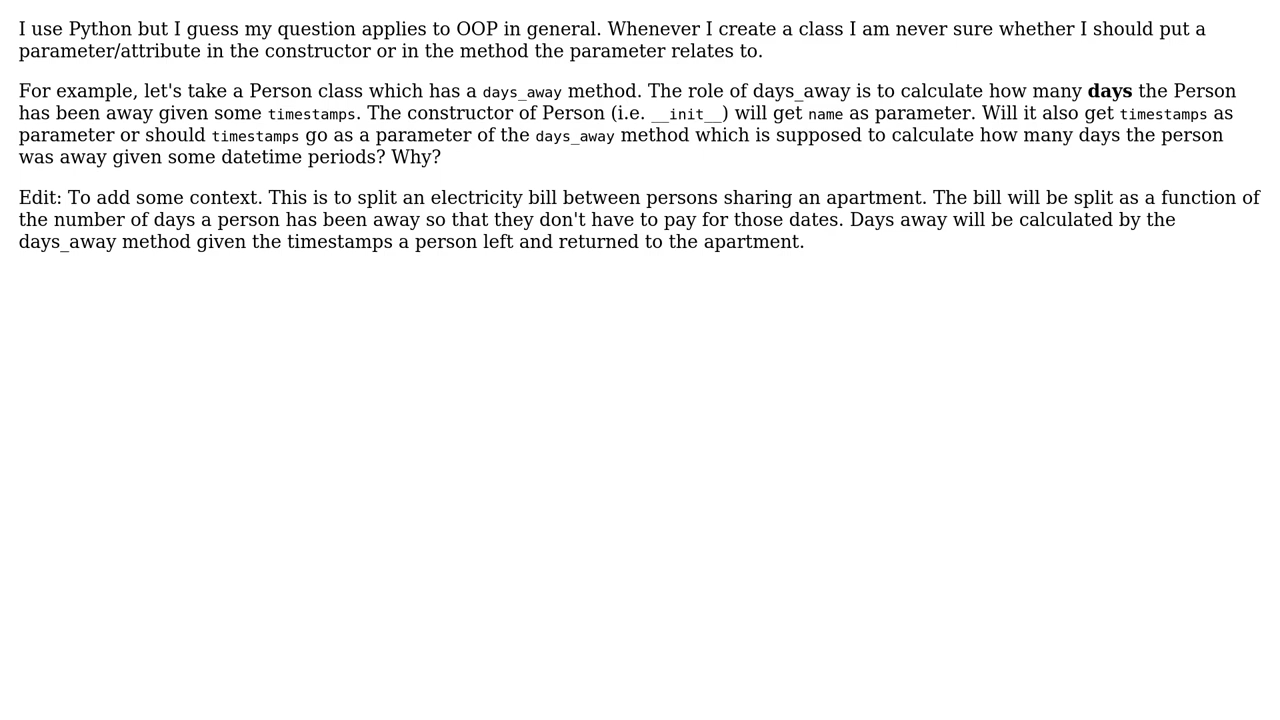 I use Python but I guess my question applies to OOP in general. Whenever I create a class I am never sure whether I should put a
parameter/attribute in the constructor or in the method the parameter relates to.
For example, let's take a Person class which has a days_away method. The role of days_away is to calculate how many days the Person
has been away given some timestamps. The constructor of Person (i.e. __init__) will get name as parameter. Will it also get timestamps as
parameter or should timestamps go as a parameter of the days_away method which is supposed to calculate how many days the person
was away given some datetime periods? Why?
Edit: To add some context. This is to split an electricity bill between persons sharing an apartment. The bill will be split as a function of
the number of days a person has been away so that they don't have to pay for those dates. Days away will be calculated by the
days_away method given the timestamps a person left and returned to the apartment.